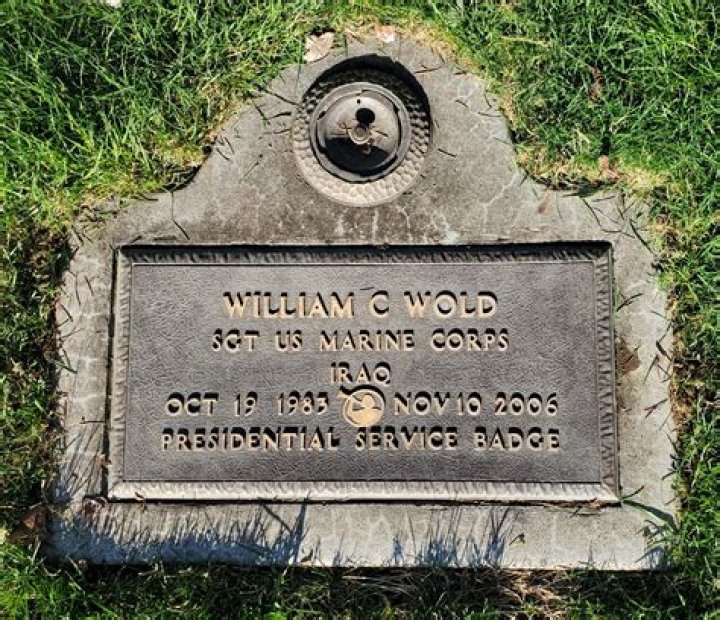 WILLIAM C WOLD
SGT US MARINE CORPS
IRAQ
OCT 19 1983 NOV 10 2006
PRESIDENTIAL SERVICE BADGE